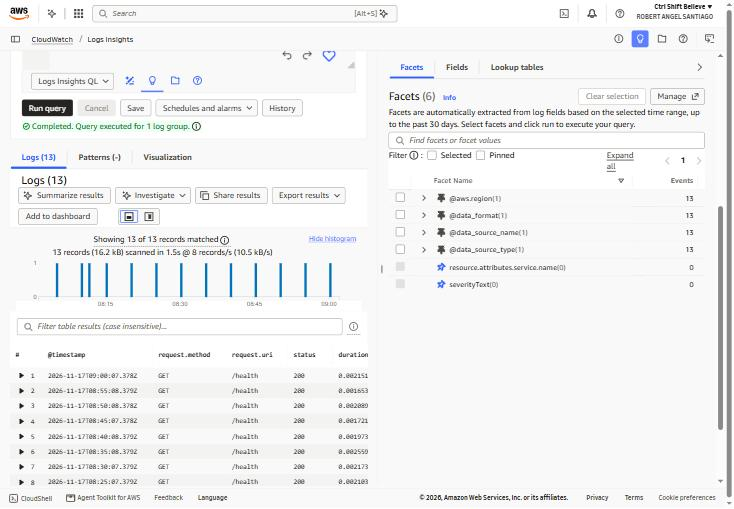 aws
Search
[Alt+S]
Ctrl Shift Believe ▼
ROBERT ANGEL SANTIAGO
CloudWatch > Logs Insights
Logs Insights QL
Run query
Cancel
Save
Schedules and alarms
History
Completed. Query executed for 1 log group.
Logs (13)
Patterns (-)
Visualization
Logs (13)
Summarize results
Investigate
Share results
Export results
Add to dashboard
Showing 13 of 13 records matched
Hide histogram
13 records (16.2 kB) scanned in 1.5s @ 8 records/s (10.5 kB/s)
1
0
08:15
08:30
08:45
09:00
Filter table results (case insensitive)...
# @timestamp request.method request.uri status duration
1 2026-11-17T09:00:07.378Z GET /health 200 0.002151
2 2026-11-17T08:55:08.379Z GET /health 200 0.001653
3 2026-11-17T08:50:08.378Z GET /health 200 0.002089
4 2026-11-17T08:45:07.379Z GET /health 200 0.001721
5 2026-11-17T08:40:08.379Z GET /health 200 0.001973
6 2026-11-17T08:35:08.378Z GET /health 200 0.002559
7 2026-11-17T08:30:07.379Z GET /health 200 0.002173
8 2026-11-17T08:25:07.379Z GET /health 200 0.002103
Facets
Fields
Lookup tables
Facets (6) Info
Clear selection
Manage
Facets are automatically extracted from log fields based on the selected time range, up
to the past 30 days. Select facets and click run to execute your query.
Find facets or facet values
Filter : Selected Pinned
Expand
all
1
Facet Name Events
@aws.region(1) 13
@data_format(1) 13
@data_source_name(1) 13
@data_source_type(1) 13
resource.attributes.service.name(0) 0
severityText(0) 0
CloudShell
Agent Toolkit for AWS
Feedback
Language
© 2026, Amazon Web Services, Inc. or its affiliates.
Privacy
Terms
Cookie preferences